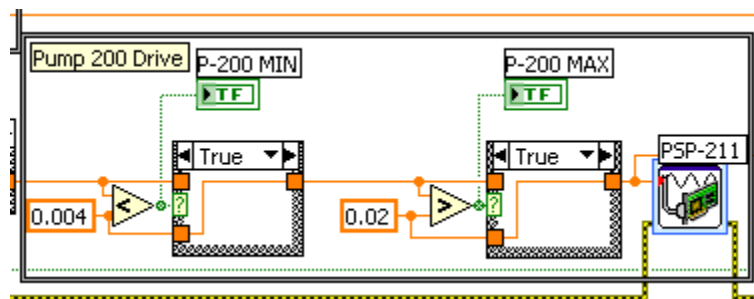 Pump 200 Drive
P-200 MIN
P-200 MAX
TF
TF
True
True
PSP-211
<
>
?
?
0.004
0.02